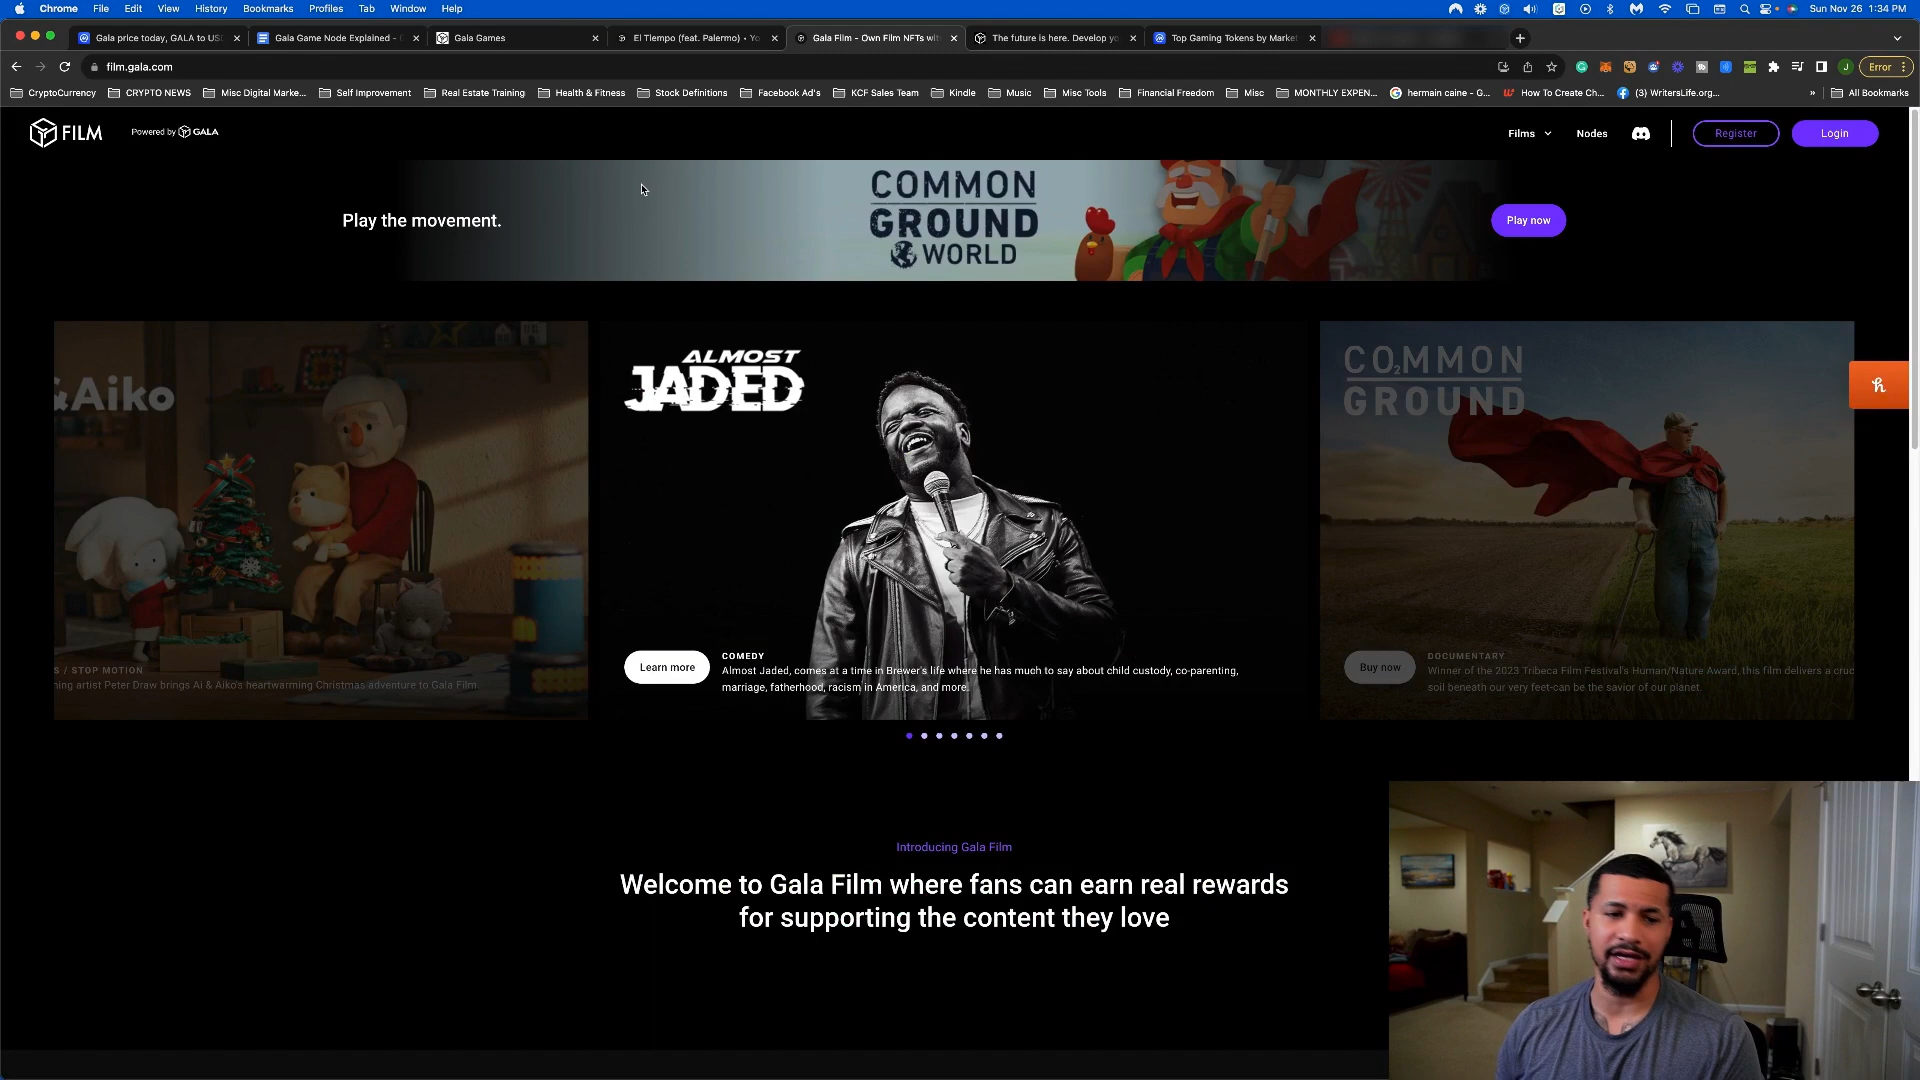 Chrome File Edit View History Bookmarks Profiles Tab Window Help Sun Nov 26 1:34 PM
Gala price today, GALA to US
Gala Game Node Explained -
Gala Games
El Tiempo (feat. Palermo) • Yo
Gala Film - Own Film NFTs wit
The future is here. Develop yo
Top Gaming Tokens by Market
film.gala.com
Error
CryptoCurrency CRYPTO NEWS Misc Digital Marke... Self Improvement Real Estate Training Health & Fitness Stock Definitions Facebook Ad's KCF Sales Team Kindle Music Misc Tools Financial Freedom Misc MONTHLY EXPEN... hermain caine - G... How To Create Ch... (3) WritersLife.org... » All Bookmarks
FILM Powered by GALA Films Nodes Register Login
Play the movement.
COMMON
GROUND
WORLD
Play now
&Aiko
S / STOP MOTION
ning artist Peter Draw brings Al & Aiko's heartwarming Christmas adventure to Gala Film.
ALMOST
JADED
Learn more
COMEDY
Almost Jaded, comes at a time in Brewer's life where he has much to say about child custody, co-parenting,
marriage, fatherhood, racism in America, and more.
CO2MMON
GROUND
Buy now
DOCUMENTARY
Winner of the 2023 Tribeca Film Festival's Human/Nature Award, this film delivers a cruc
soil beneath our very feet-can be the savior of our planet.
Introducing Gala Film
Welcome to Gala Film where fans can earn real rewards
for supporting the content they love